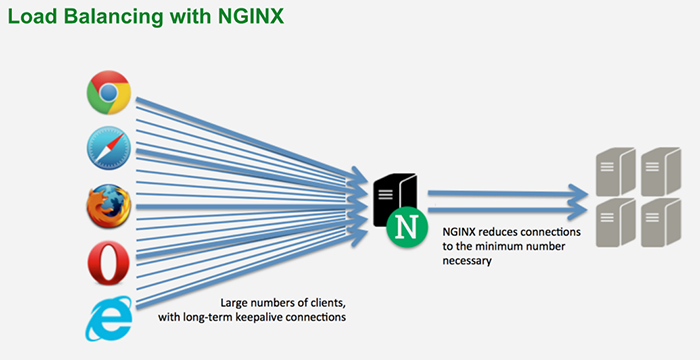 Load Balancing with NGINX
N
NGINX reduces connections
to the minimum number
necessary
Large numbers of clients,
with long-term keepalive connections